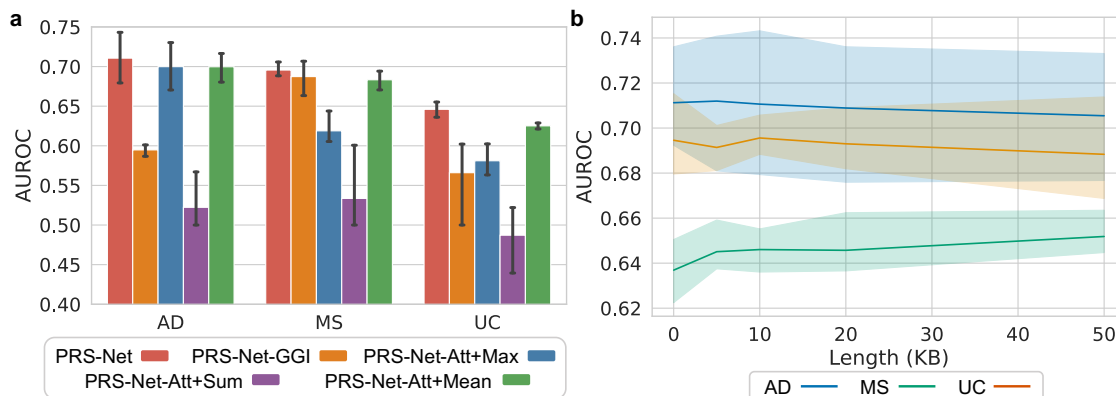 a
0.75
0.70
0.65
0.60
0.55
0.50
0.45
0.40
AUROC
AD MS UC
PRS-Net PRS-Net-GGI PRS-Net-Att+Max
PRS-Net-Att+Sum PRS-Net-Att+Mean
b
0.74
0.72
0.70
0.68
0.66
0.64
0.62
AUROC
0 10 20 30 40 50
Length (KB)
AD MS UC